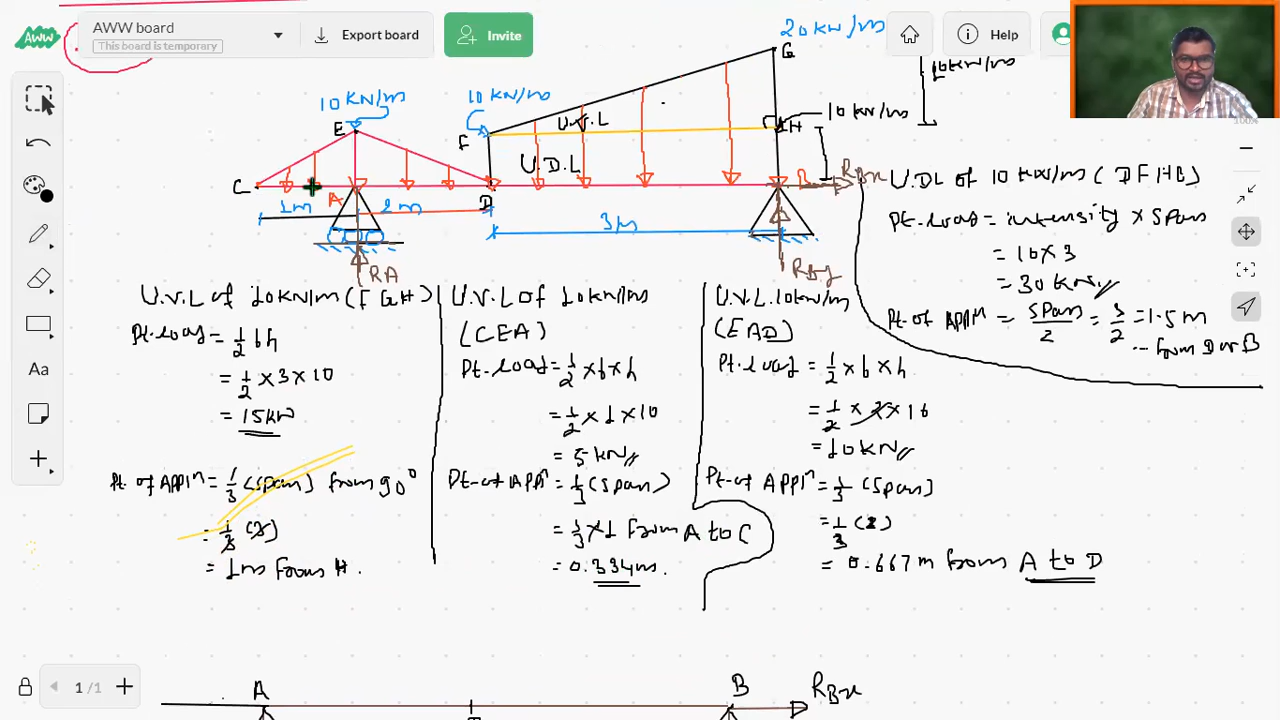 AWW
AWW board
This board is temporary
Export board
Invite
Help
20 KN/m
G
10 KN/m
10 KN/m
10 KN/m
E
F
U.V.L
H
10 KN/m
U.D.L
C
A
B
RBx
1m
2m
D
3m
RA
RBy
U.DL of 10 KN/m (DFHB)
Pt. load = intensity x Span
= 10 x 3
= 30 KN
Pt. of APPln = Span/2 = 3/2 = 1.5 m
-- from D or B
U.V.L of 10 KN/m (FGH)
Pt. load = 1/2 bh
= 1/2 x 3 x 10
= 15KN
Pt. of APPln = 1/3 (Span) from 90°
= 1/3 (3)
= 1m from H.
U.V.L of 10 KN/m
(CEA)
Pt. load = 1/2 x b x h
= 1/2 x 1 x 10
= 5 KN
Pt. of APPln = 1/3 (Span)
= 1/3 x 1 from A to C
= 0.334m.
U.V.L. 10KN/m
(EAD)
Pt. load = 1/2 x b x h
= 1/2 x 2 x 10
= 10 KN
Pt. of APPln = 1/3 (Span)
= 1/3 (2)
= 0.667 m from A to D
100%
Aa
1 / 1
A
B
RBx